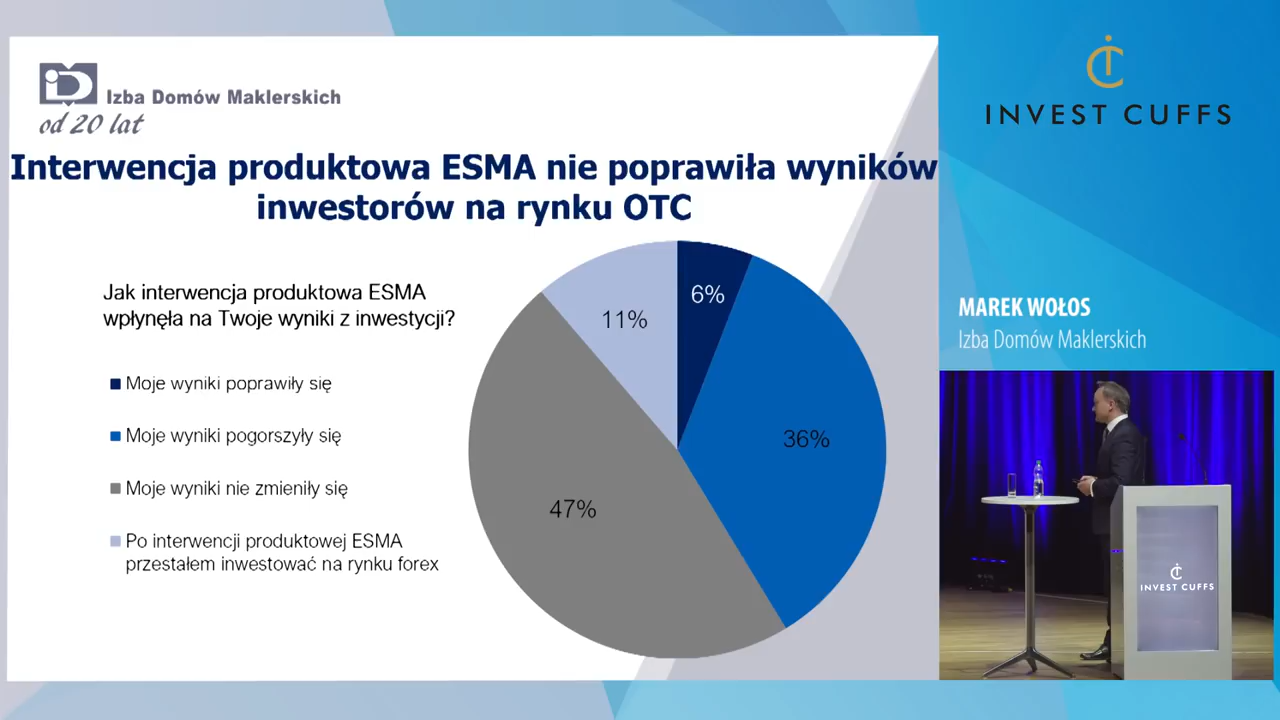 iD
Izba Domów Maklerskich
od 20 lat
Interwencja produktowa ESMA nie poprawiła wyników
inwestorów na rynku OTC
Jak interwencja produktowa ESMA
wpłynęła na Twoje wyniki z inwestycji?
Moje wyniki poprawiły się
Moje wyniki pogorszyły się
Moje wyniki nie zmieniły się
Po interwencji produktowej ESMA
przestałem inwestować na rynku forex
6%
36%
47%
11%
IC
INVEST CUFFS
MAREK WOŁOS
Izba Domów Maklerskich
IC
INVEST CUFFS